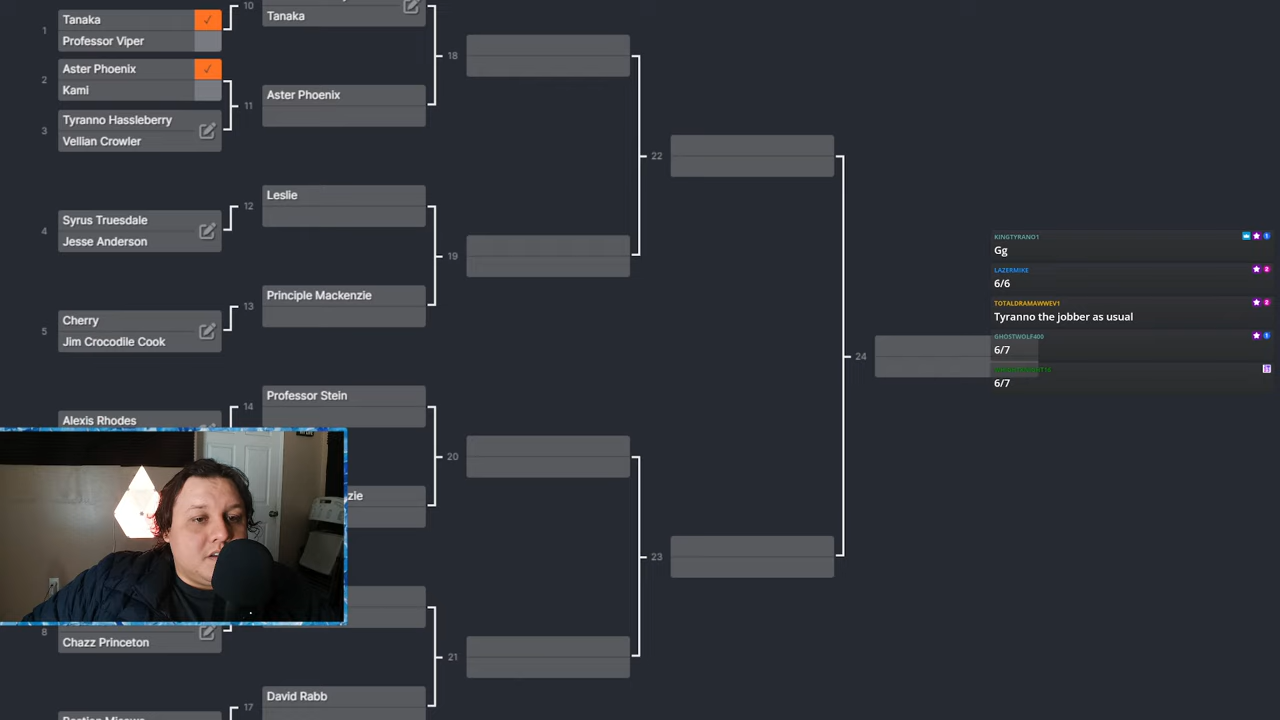 10
1
Tanaka
✓
Professor Viper
Tanaka
2
Aster Phoenix
✓
Kami
11
Aster Phoenix
3
Tyranno Hassleberry
Vellian Crowler
18
22
4
Syrus Truesdale
Jesse Anderson
12
Leslie
19
5
Cherry
Jim Crocodile Cook
13
Principle Mackenzie
24
Alexis Rhodes
14
Professor Stein
20
zie
23
8
Chazz Princeton
21
17
David Rabb
KINGTYRANO1
Gg
LAZERMIKE
6/6
TOTALDRAMAWWEV1
Tyranno the jobber as usual
GHOSTWOLF400
6/7
6/7